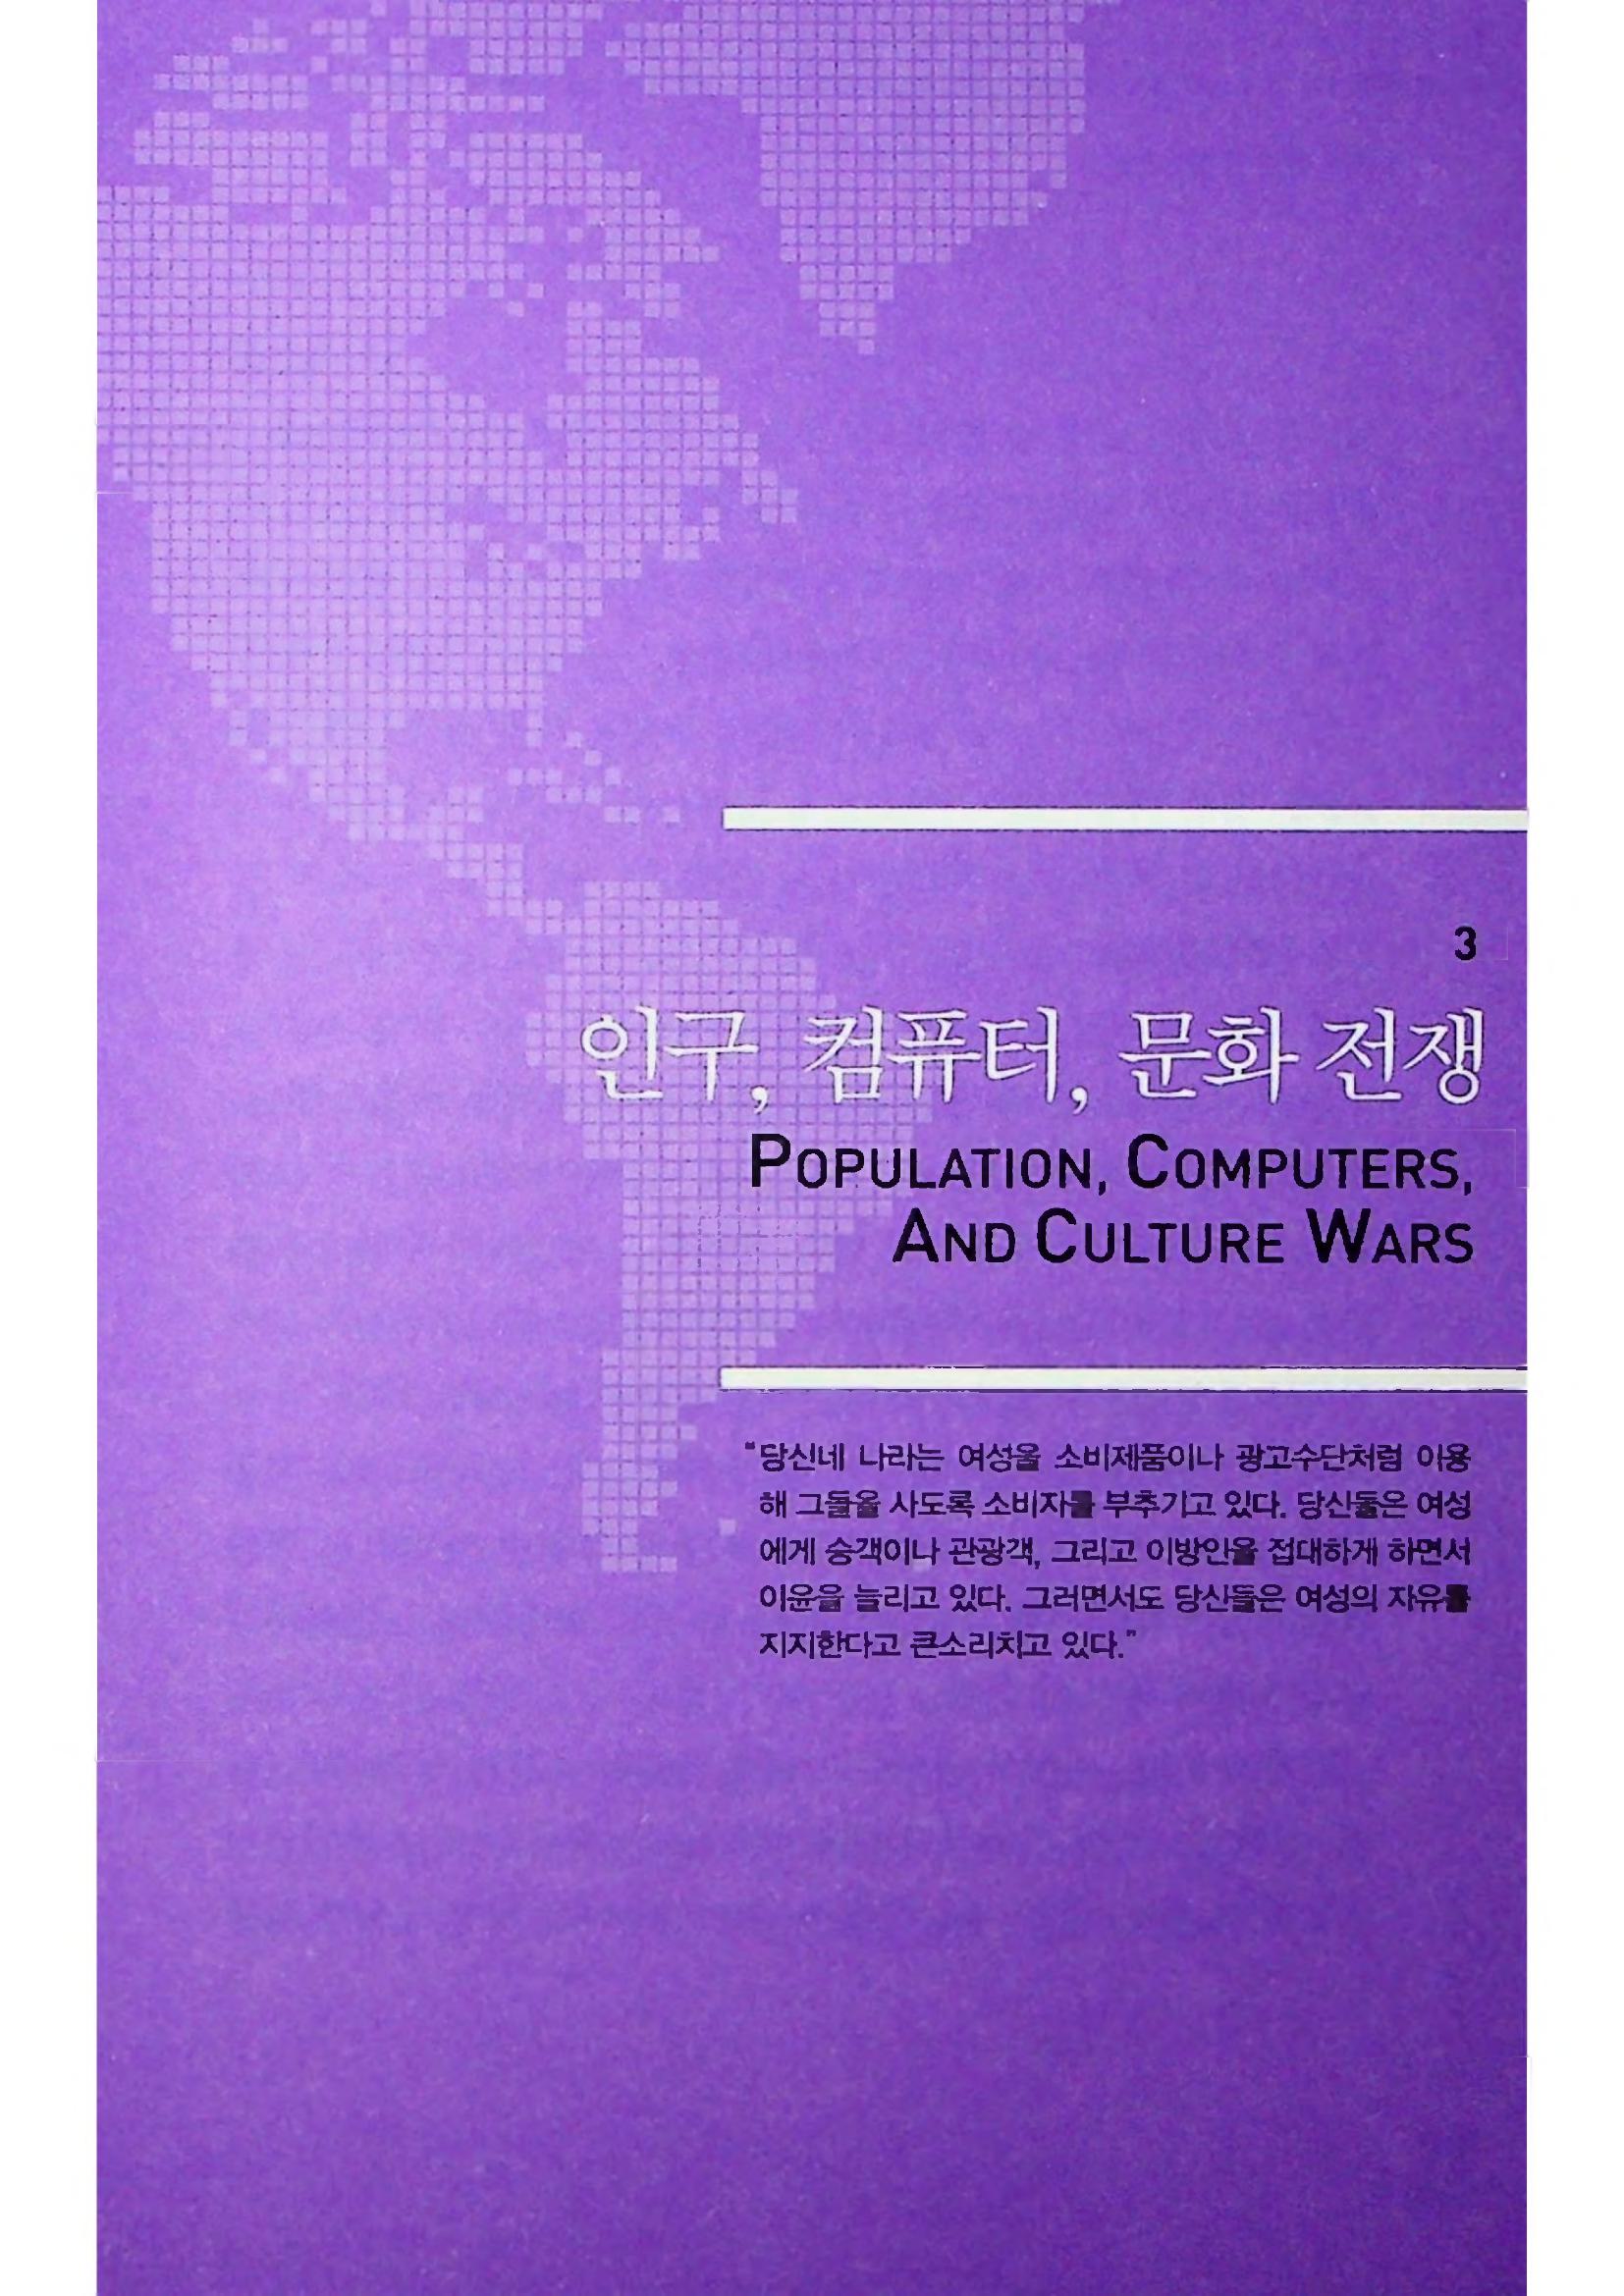 3
인구, 컴퓨터, 문화 전쟁
POPULATION, COMPUTERS,
AND CULTURE WARS
“당신네 나라는 여성을 소비제품이나 광고수단처럼 이용
해 그들을 사도록 소비자를 부추기고 있다. 당신들은 여성
에게 승객이나 관광객, 그리고 이방인을 접대하게 하면서
이윤을 늘리고 있다. 그러면서도 당신들은 여성의 자유를
지지한다고 큰소리치고 있다.”